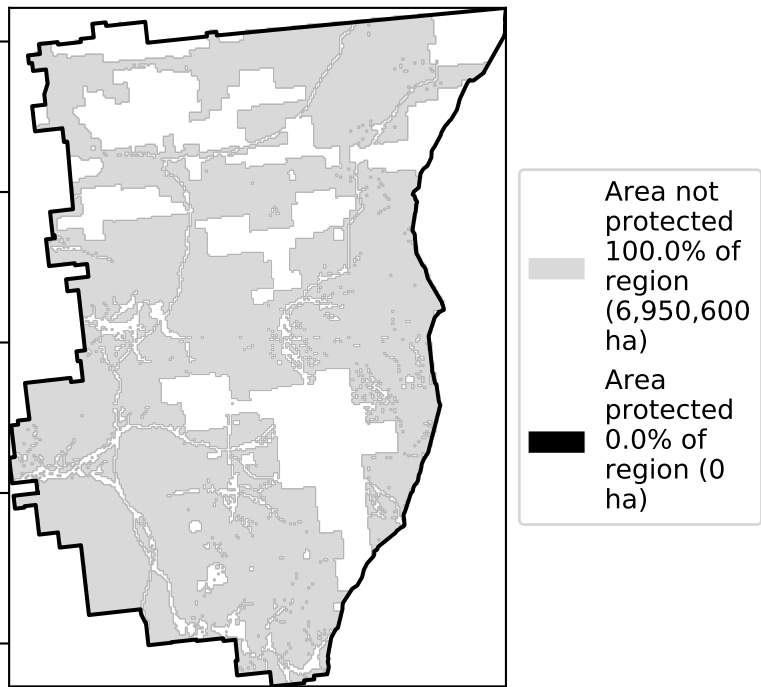 Area not
protected
100.0% of
region
(6,950,600
ha)
Area
protected
0.0% of
region (0
ha)